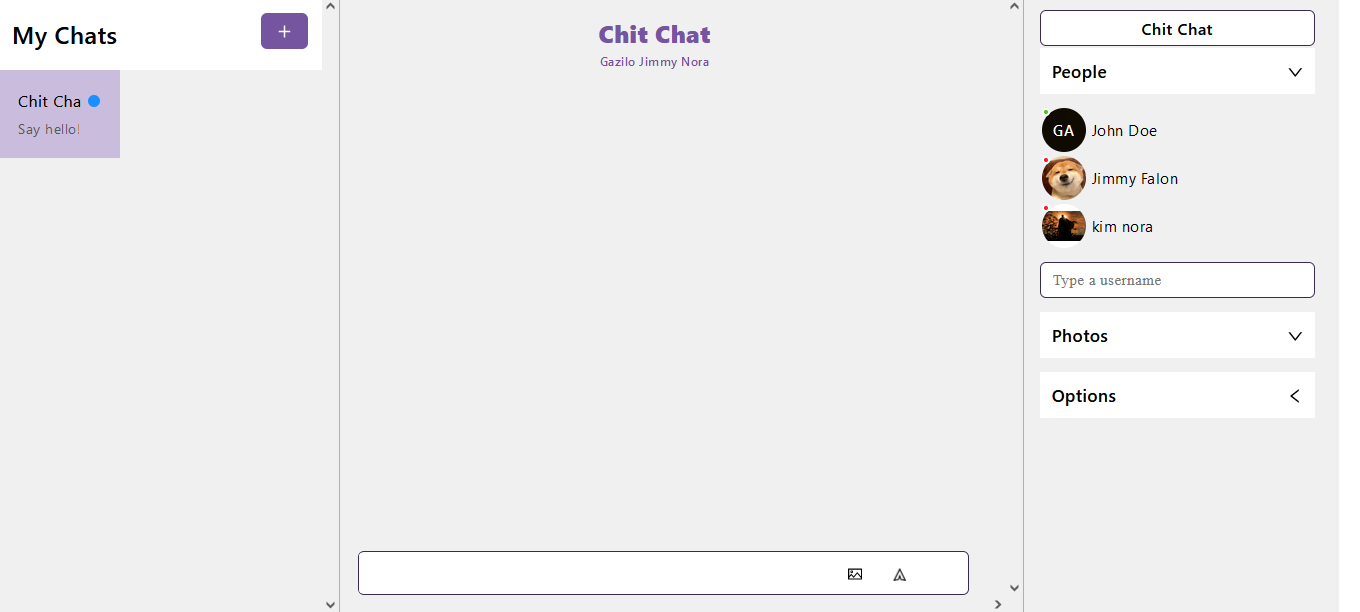 My Chats
+
Chit Cha
Say hello!
Chit Chat
Gazilo Jimmy Nora
Chit Chat
People
GA
John Doe
Jimmy Falon
kim nora
Type a username
Photos
Options